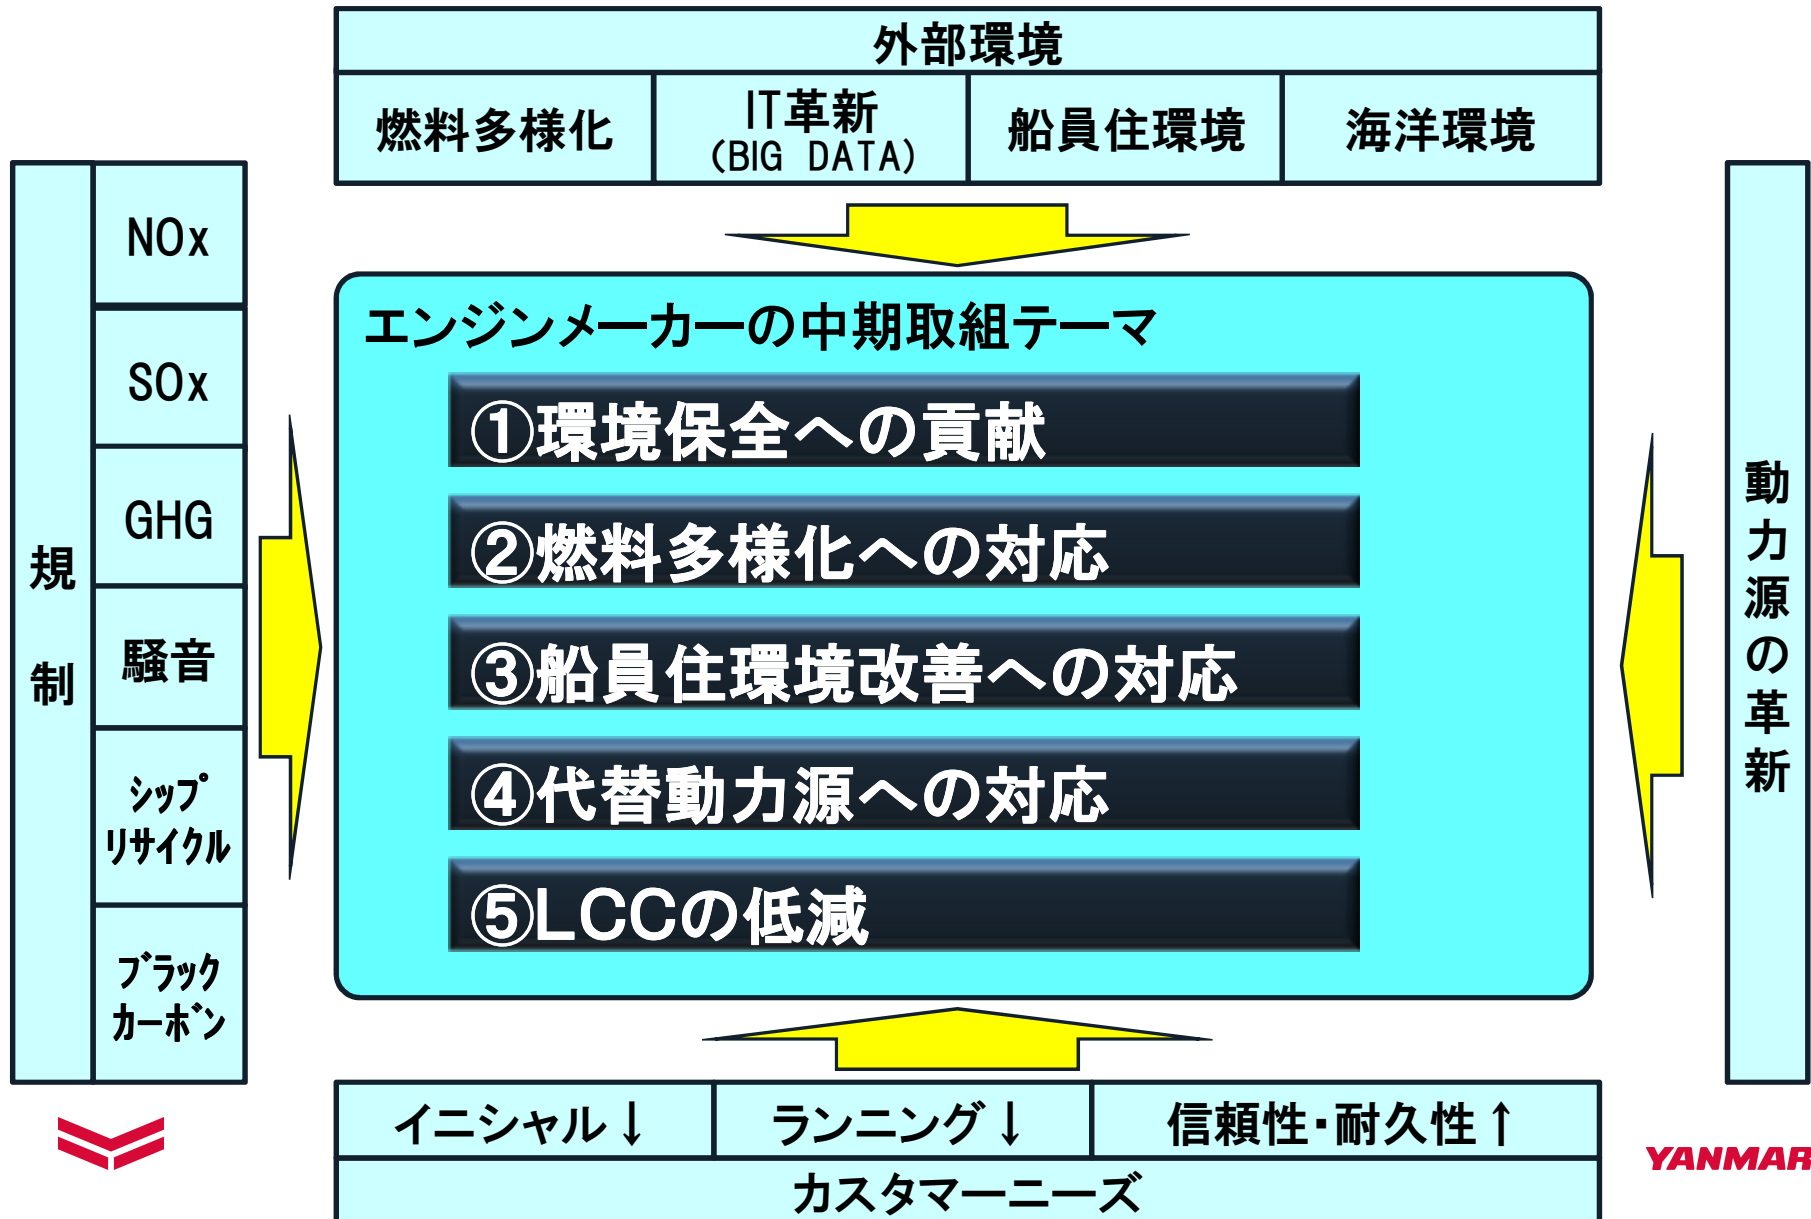 外部環境
燃料多様化
IT革新
(BIG DATA)
船員住環境
海洋環境
規制
NOx
SOx
GHG
騒音
シップ
リサイクル
ブラック
カーボン
エンジンメーカーの中期取組テーマ
①環境保全への貢献
②燃料多様化への対応
③船員住環境改善への対応
④代替動力源への対応
⑤LCCの低減
動力源の革新
イニシャル↓
ランニング↓
信頼性・耐久性↑
カスタマーニーズ
YANMAR